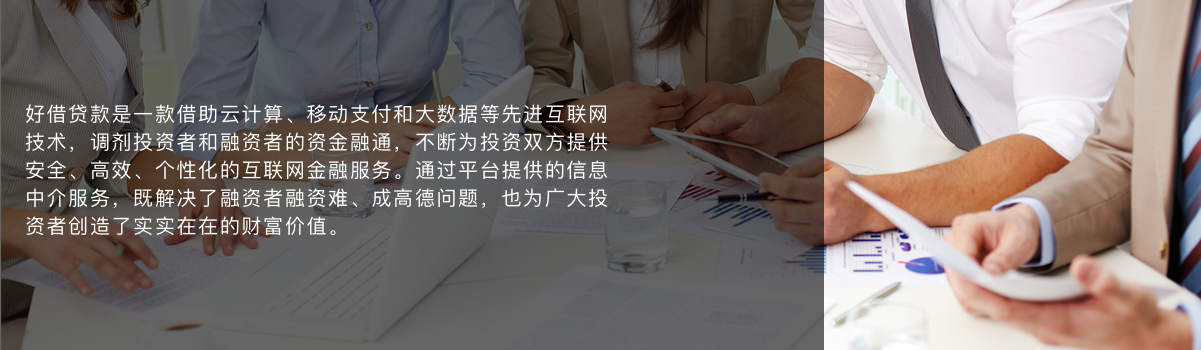 好借贷款是一款借助云计算、移动支付和大数据等先进互联网
技术，调剂投资者和融资者的资金融通，不断为投资双方提供
安全、高效、个性化的互联网金融服务。通过平台提供的信息
中介服务，既解决了融资者融资难、成高德问题，也为广大投
资者创造了实实在在的财富价值。